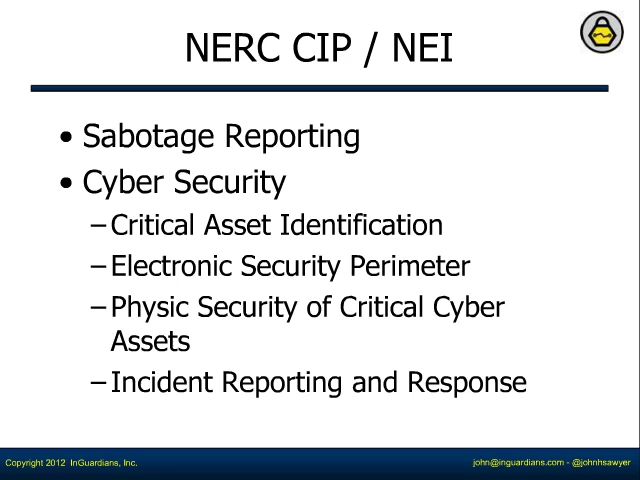 NERC CIP / NEI
• Sabotage Reporting
• Cyber Security
– Critical Asset Identification
– Electronic Security Perimeter
– Physic Security of Critical Cyber
Assets
– Incident Reporting and Response
Copyright 2012 InGuardians, Inc.
john@inguardians.com - @johnhsawyer